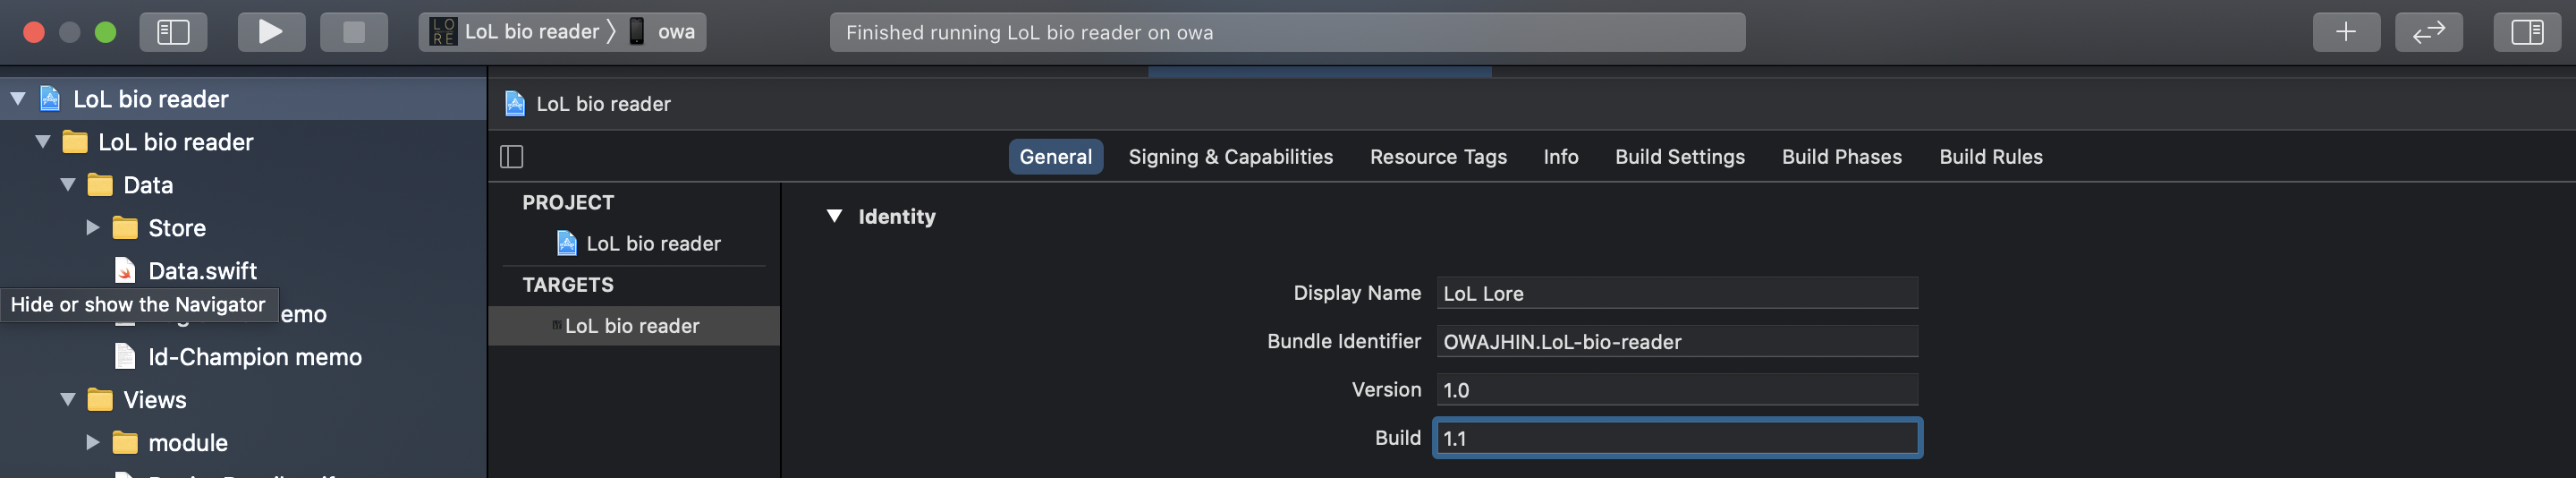 LORE LoL bio reader 〉 owa
Finished running LoL bio reader on owa
LoL bio reader
LoL bio reader
Data
Store
Data.swift
Hide or show the Navigator
emo
Id-Champion memo
Views
module
LoL bio reader
General Signing & Capabilities Resource Tags Info Build Settings Build Phases Build Rules
PROJECT
LoL bio reader
TARGETS
LoL bio reader
Identity
Display Name LoL Lore
Bundle Identifier OWAJHIN.LoL-bio-reader
Version 1.0
Build 1.1